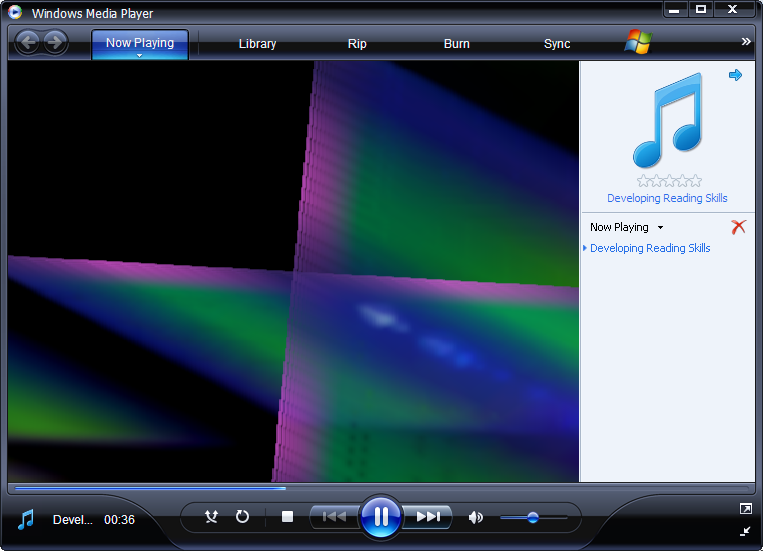 Windows Media Player
Now Playing
Library
Rip
Burn
Sync
»
Developing Reading Skills
Now Playing
Developing Reading Skills
Devel... 00:36